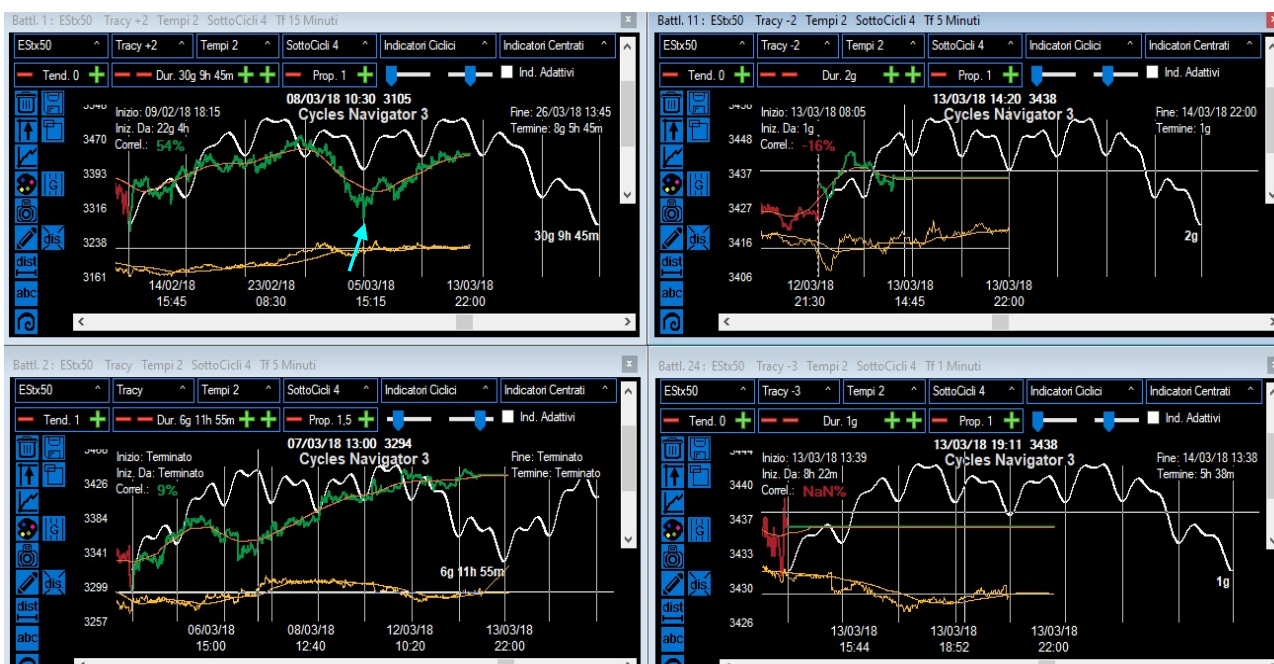 Battl. 1 : EStx50 Tracy +2 Tempi 2 SottoCicli 4 Tf 15 Minuti
x
EStx50 ^ Tracy +2 ^ Tempi 2 ^ SottoCicli 4 ^ Indicatori Ciclici ^ Indicatori Centrati ^
Tend. 0 Dur. 30g 9h 45m Prop. 1 Ind. Adattivi
08/03/18 10:30 3105
Cycles Navigator 3
Inizio: 09/02/18 18:15
Iniz. Da: 22g 4h
Correl.: 54%
Fine: 26/03/18 13:45
Termine: 8g 5h 45m
3470
3393
3316
3238
3161
30g 9h 45m
14/02/18 23/02/18 05/03/18 13/03/18
15:45 08:30 15:15 22:00
G
dis
dist
abc
Battl. 11 : EStx50 Tracy -2 Tempi 2 SottoCicli 4 Tf 5 Minuti
x
EStx50 ^ Tracy -2 ^ Tempi 2 ^ SottoCicli 4 ^ Indicatori Ciclici ^ Indicatori Centrati ^
Tend. 0 Dur. 2g Prop. 1 Ind. Adattivi
13/03/18 14:20 3438
Cycles Navigator 3
Inizio: 13/03/18 08:05
Iniz. Da: 1g
Correl.: -16%
Fine: 14/03/18 22:00
Termine: 1g
3448
3437
3427
3416
3406
2g
12/03/18 13/03/18 13/03/18
21:30 14:45 22:00
G
dis
dist
abc
Battl. 2 : EStx50 Tracy Tempi 2 SottoCicli 4 Tf 5 Minuti
x
EStx50 ^ Tracy ^ Tempi 2 ^ SottoCicli 4 ^ Indicatori Ciclici ^ Indicatori Centrati ^
Tend. 1 Dur. 6g 11h 55m Prop. 1,5 Ind. Adattivi
07/03/18 13:00 3294
Cycles Navigator 3
Inizio: Terminato
Iniz. Da: Terminato
Correl.: 9%
Fine: Terminato
Termine: Terminato
3426
3384
3341
3299
3257
6g 11h 55m
06/03/18 08/03/18 12/03/18 13/03/18
15:00 12:40 10:20 22:00
G
dis
dist
abc
Battl. 24 : EStx50 Tracy -3 Tempi 2 SottoCicli 4 Tf 1 Minuti
EStx50 ^ Tracy -3 ^ Tempi 2 ^ SottoCicli 4 ^ Indicatori Ciclici ^ Indicatori Centrati ^
Tend. 0 Dur. 1g Prop. 1 Ind. Adattivi
13/03/18 19:11 3438
Cycles Navigator 3
Inizio: 13/03/18 13:39
Iniz. Da: 8h 22m
Correl.: NaN%
Fine: 14/03/18 13:38
Termine: 5h 38m
3440
3437
3433
3430
3426
1g
13/03/18 13/03/18 13/03/18
15:44 18:52 22:00
G
dis
dist
abc